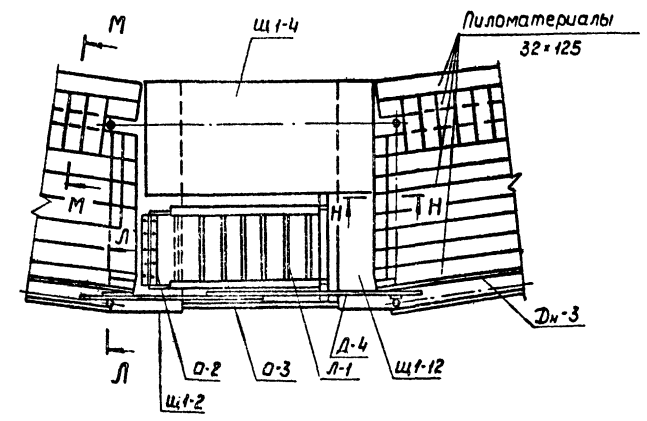 М
Щ1-4
Пиломатериалы
32×125
М
Н
Н
Л
Дн-3
Л
О-2
О-3
Д-4
Л-1
Щ1-12
Щ1-2